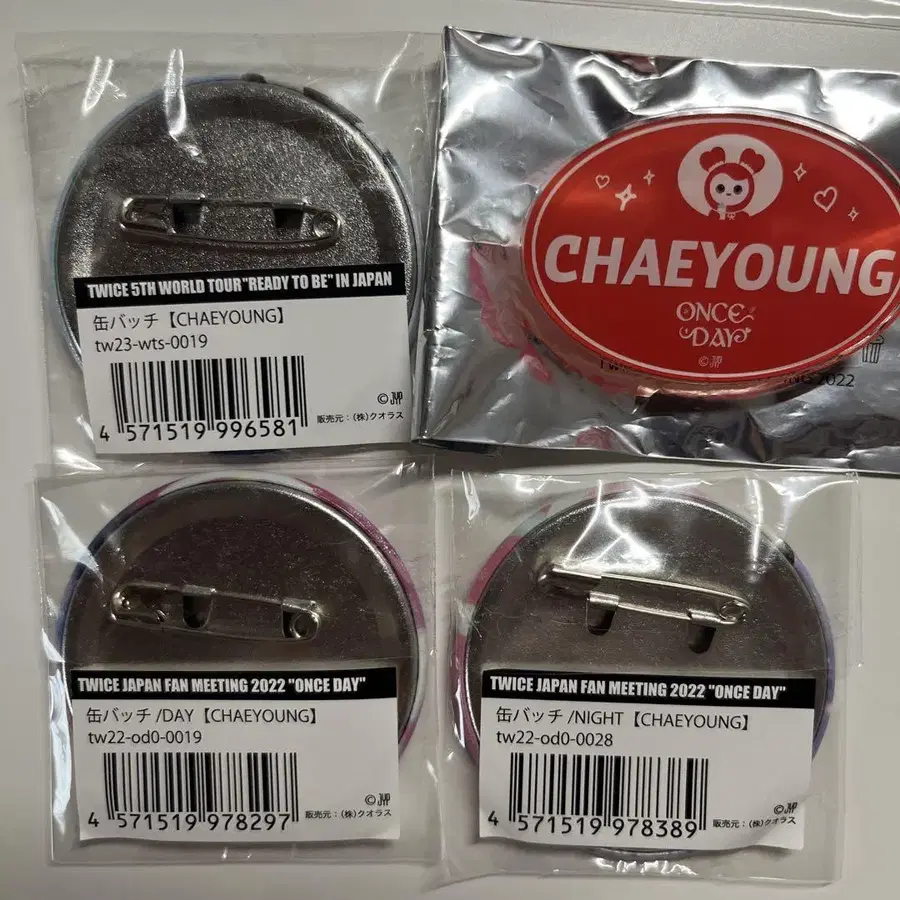 TWICE 5TH WORLD TOUR"READY TO BE" IN JAPAN
缶バッチ【CHAEYOUNG】
tw23-wts-0019
©JYP
4 571519 996581
販売元：(株)クオラス
CHAEYOUNG
ONCE
DAY
©JYP
2022
TWICE JAPAN FAN MEETING 2022 "ONCE DAY"
缶バッチ /DAY【CHAEYOUNG】
tw22-od0-0019
©JYP
4 571519 978297
販売元：(株)クオラス
TWICE JAPAN FAN MEETING 2022 "ONCE DAY"
缶バッチ /NIGHT【CHAEYOUNG】
tw22-od0-0028
©JYP
4 571519 978389
販売元：(株)クオラス